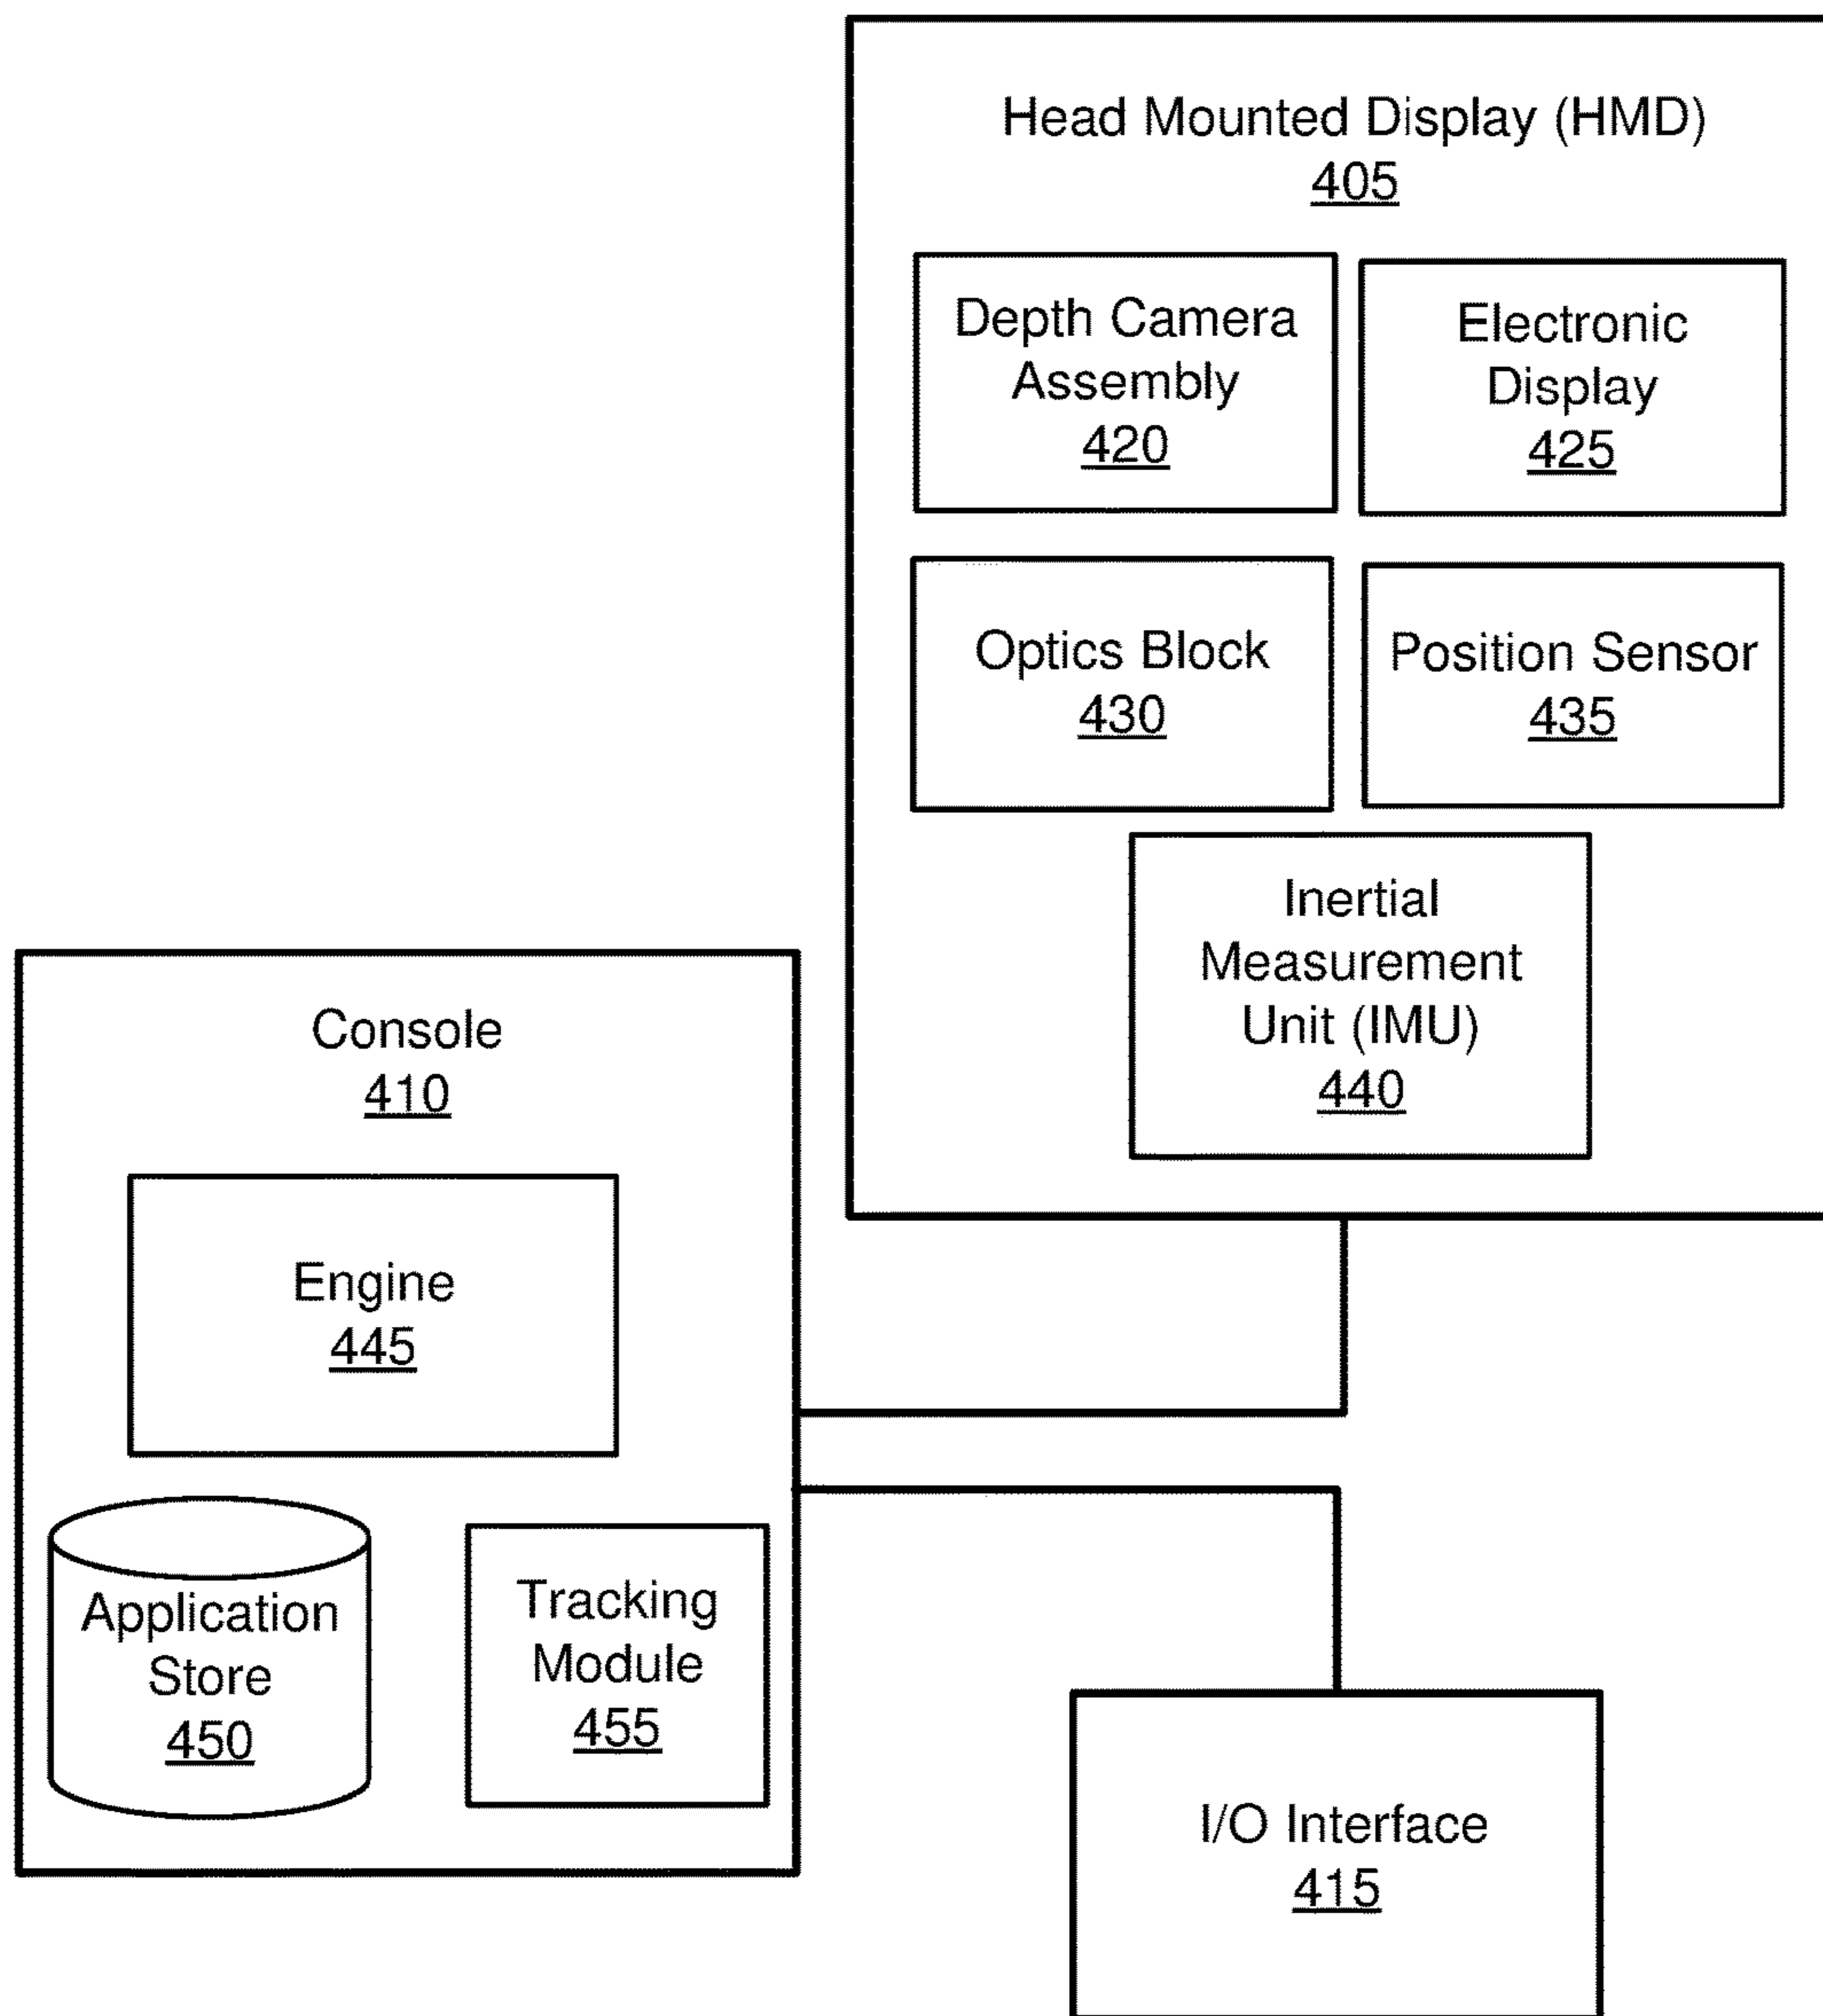 Head Mounted Display (HMD)
405
Depth Camera
Assembly
420
Electronic
Display
425
Optics Block
430
Position Sensor
435
Inertial
Measurement
Unit (IMU)
440
Console
410
Engine
445
Application
Store
450
Tracking
Module
455
I/O Interface
415